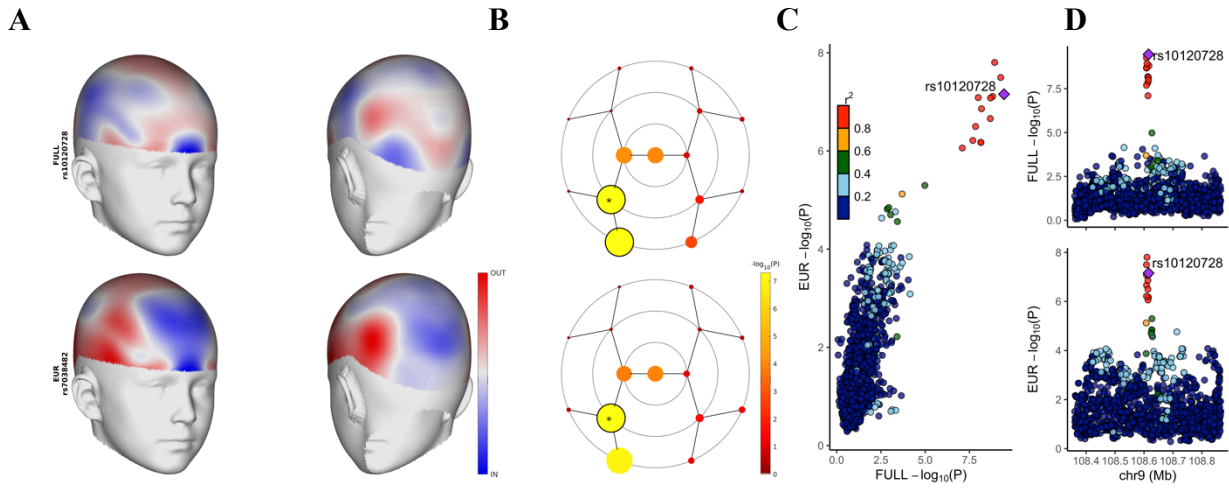 A
B
C
D
FULL
rs10120728
EUR
rs7038482
OUT
IN
*
*
-log10(P)
7
6
5
4
3
2
1
0
EUR −log10(P)
8
6
4
2
0
rs10120728
r2
0.8
0.6
0.4
0.2
0.0
2.5
5.0
7.5
FULL −log10(P)
FULL −log10(P)
7.5
5.0
2.5
0.0
rs10120728
EUR −log10(P)
8
6
4
2
0
rs10120728
108.4 108.5 108.6 108.7 108.8
chr9 (Mb)